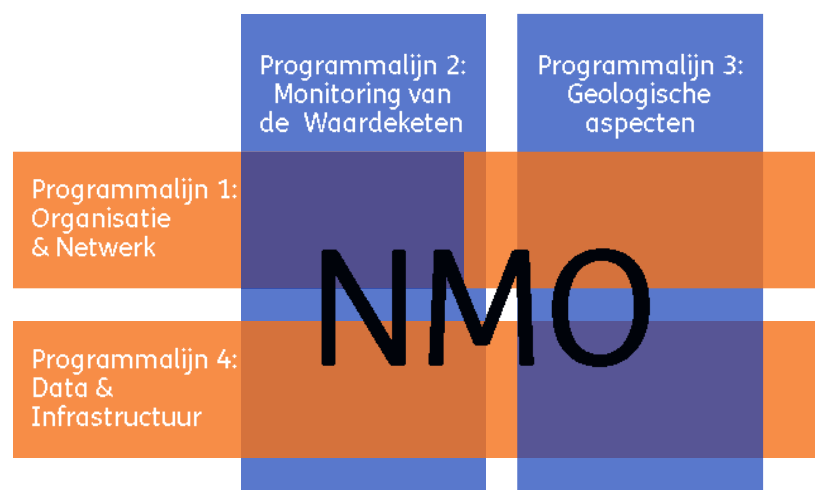 Programmalijn 2:
Monitoring van
de Waardeketen
Programmalijn 3:
Geologische
aspecten
Programmalijn 1:
Organisatie
& Netwerk
NMO
Programmalijn 4:
Data &
Infrastructuur